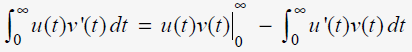 ∫₀^∞ u(t)v'(t) dt = u(t)v(t)|₀^∞ − ∫₀^∞ u'(t)v(t) dt